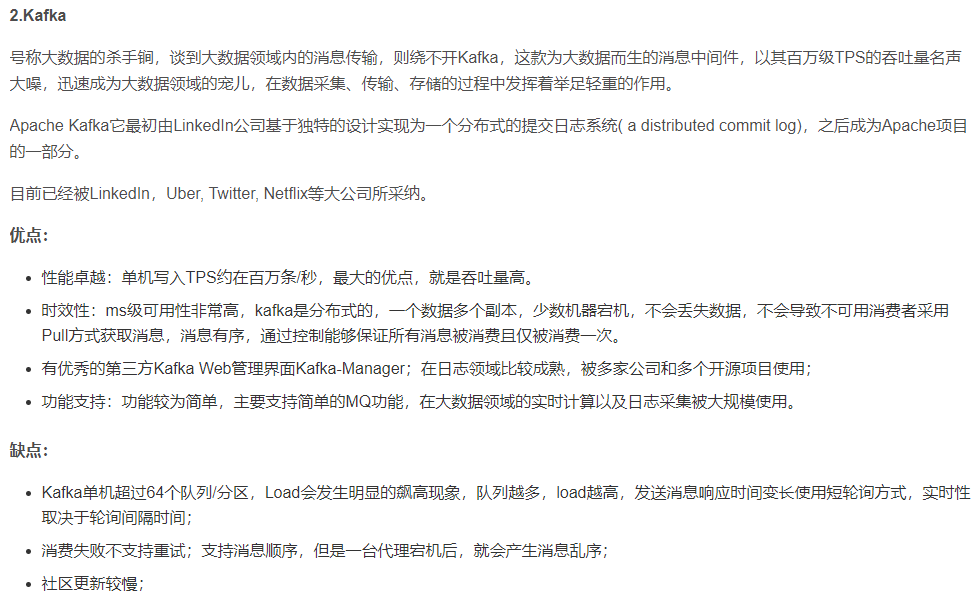 2.Kafka
号称大数据的杀手锏，谈到大数据领域内的消息传输，则绕不开Kafka，这款为大数据而生的消息中间件，以其百万级TPS的吞吐量名声
大噪，迅速成为大数据领域的宠儿，在数据采集、传输、存储的过程中发挥着举足轻重的作用。
Apache Kafka它最初由LinkedIn公司基于独特的设计实现为一个分布式的提交日志系统( a distributed commit log)，之后成为Apache项目
的一部分。
目前已经被LinkedIn，Uber, Twitter, Netflix等大公司所采纳。
优点：
• 性能卓越：单机写入TPS约在百万条/秒，最大的优点，就是吞吐量高。
• 时效性：ms级可用性非常高，kafka是分布式的，一个数据多个副本，少数机器宕机，不会丢失数据，不会导致不可用消费者采用
Pull方式获取消息，消息有序，通过控制能够保证所有消息被消费且仅被消费一次。
• 有优秀的第三方Kafka Web管理界面Kafka-Manager；在日志领域比较成熟，被多家公司和多个开源项目使用；
• 功能支持：功能较为简单，主要支持简单的MQ功能，在大数据领域的实时计算以及日志采集被大规模使用。
缺点：
• Kafka单机超过64个队列/分区，Load会发生明显的飙高现象，队列越多，load越高，发送消息响应时间变长使用短轮询方式，实时性
取决于轮询间隔时间；
• 消费失败不支持重试；支持消息顺序，但是一台代理宕机后，就会产生消息乱序；
• 社区更新较慢；